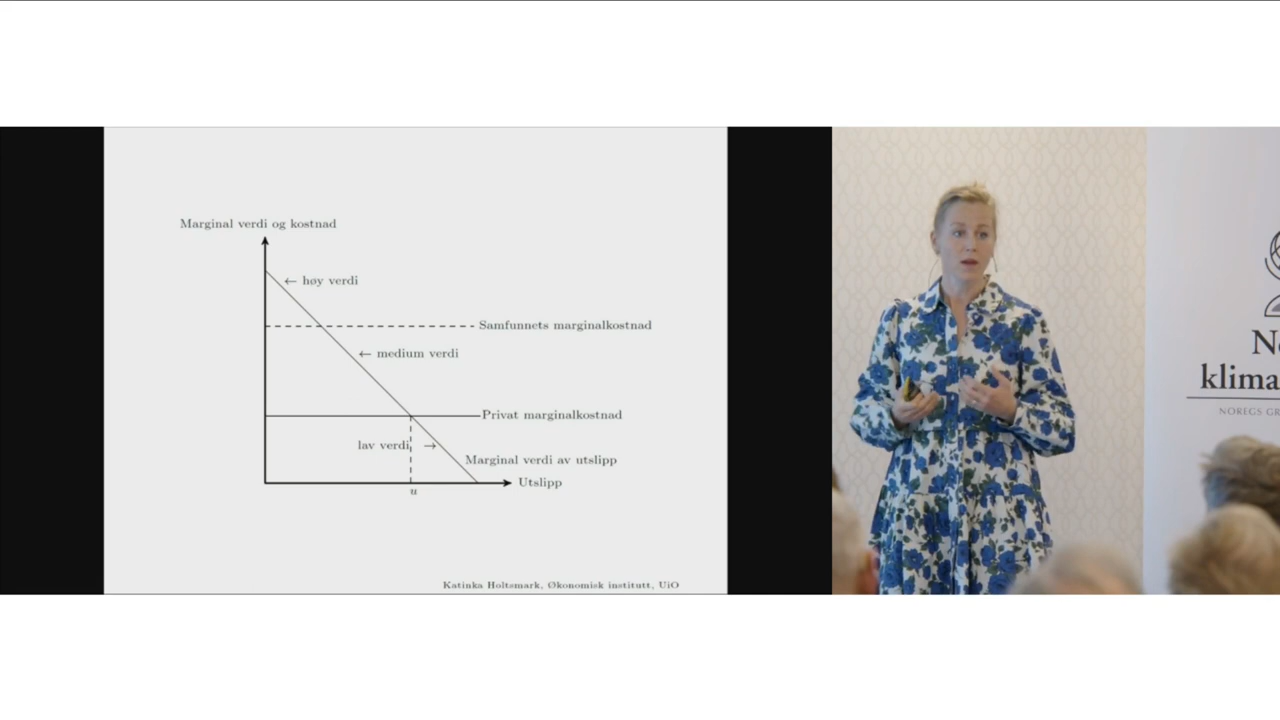 Marginal verdi og kostnad
← høy verdi
Samfunnets marginalkostnad
← medium verdi
Privat marginalkostnad
lav verdi →
Marginal verdi av utslipp
Utslipp
u
Katinka Holtsmark, Økonomisk institutt, UiO
klima
NOREGS GR